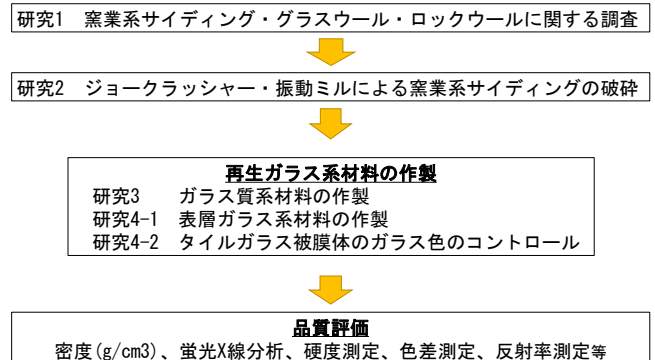 研究1　窯業系サイディング・グラスウール・ロックウールに関する調査
研究2　ジョークラッシャー・振動ミルによる窯業系サイディングの破砕
再生ガラス系材料の作製
研究3　ガラス質系材料の作製
研究4-1　表層ガラス系材料の作製
研究4-2　タイルガラス被膜体のガラス色のコントロール
品質評価
密度(g/cm3)、蛍光X線分析、硬度測定、色差測定、反射率測定等